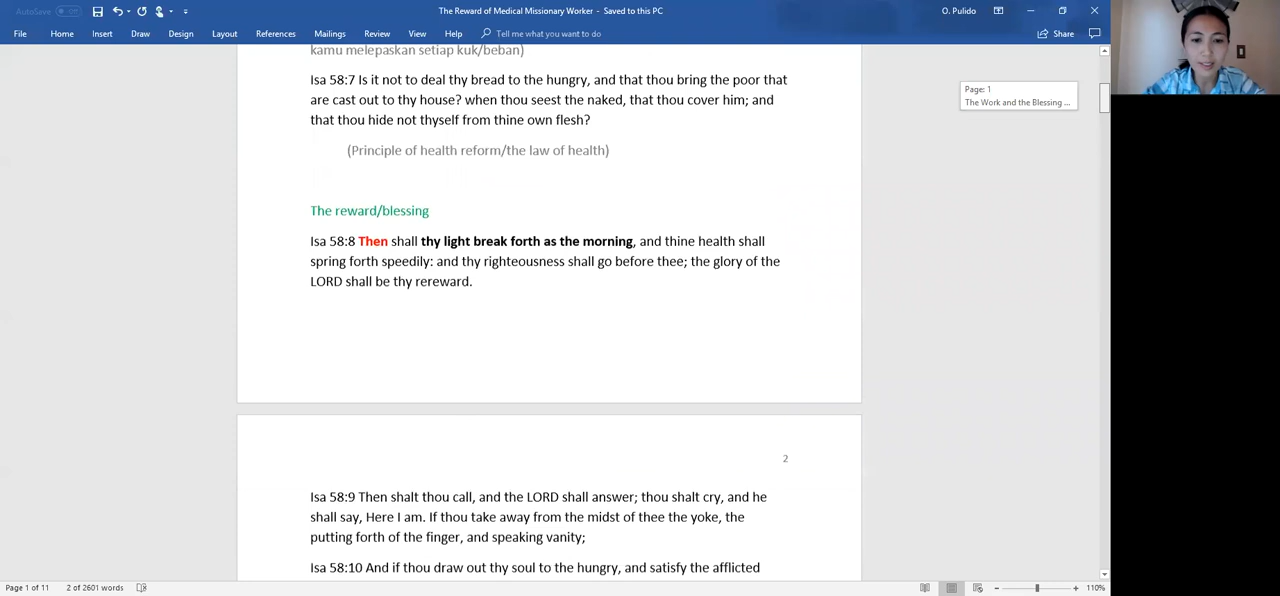 AutoSave Off
The Reward of Medical Missionary Worker - Saved to this PC
O. Pulido
File Home Insert Draw Design Layout References Mailings Review View Help Tell me what you want to do
Share
kamu melepaskan setiap kuk/beban)
Isa 58:7 Is it not to deal thy bread to the hungry, and that thou bring the poor that
are cast out to thy house? when thou seest the naked, that thou cover him; and
that thou hide not thyself from thine own flesh?
Page: 1
The Work and the Blessing ...
(Principle of health reform/the law of health)
The reward/blessing
Isa 58:8 Then shall thy light break forth as the morning, and thine health shall
spring forth speedily: and thy righteousness shall go before thee; the glory of the
LORD shall be thy rereward.
2
Isa 58:9 Then shalt thou call, and the LORD shall answer; thou shalt cry, and he
shall say, Here I am. If thou take away from the midst of thee the yoke, the
putting forth of the finger, and speaking vanity;
Isa 58:10 And if thou draw out thy soul to the hungry, and satisfy the afflicted
Page 1 of 11 2 of 2601 words
110%